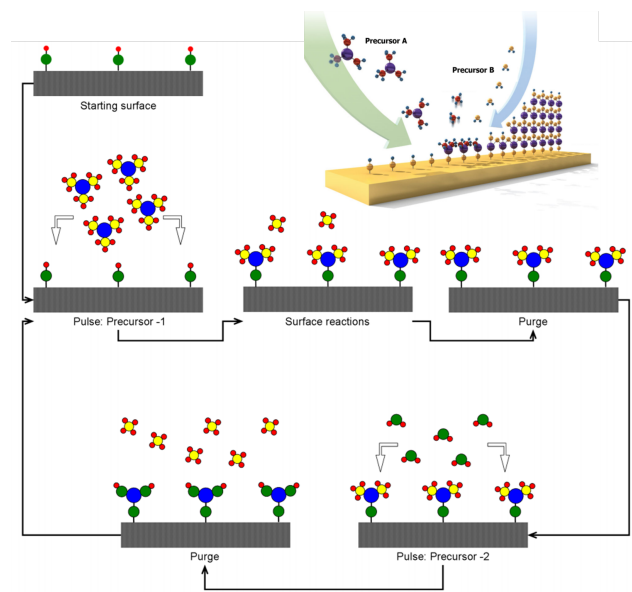 Precursor A
Precursor B
Starting surface
Pulse: Precursor -1
Surface reactions
Purge
Purge
Pulse: Precursor -2